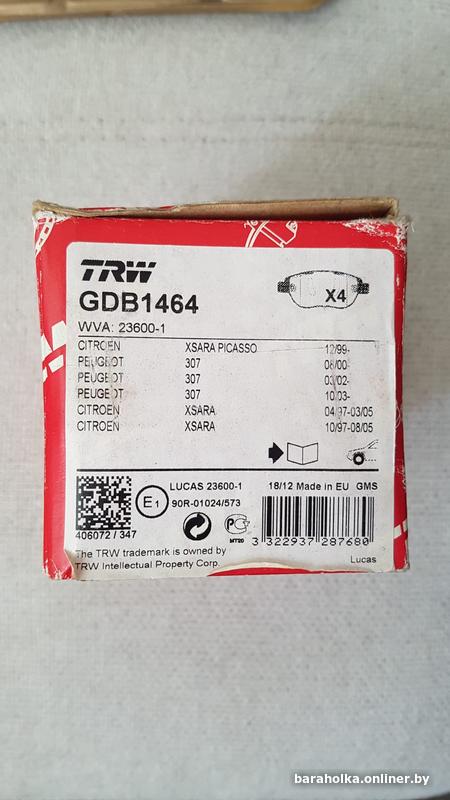 TRW
GDB1464
X4
WVA: 23600-1
CITROEN XSARA PICASSO 12/99-
PEUGEOT 307 08/00-
PEUGEOT 307 03/02-
PEUGEOT 307 10/03-
CITROEN XSARA 04/97-03/05
CITROEN XSARA 10/97-08/05
LUCAS 23600-1
18/12 Made in EU GMS
E1
90R-01024/573
406072 / 347
MT20
3 322937 287680
The TRW trademark is owned by
TRW Intellectual Property Corp.
Lucas
baraholka.onliner.by